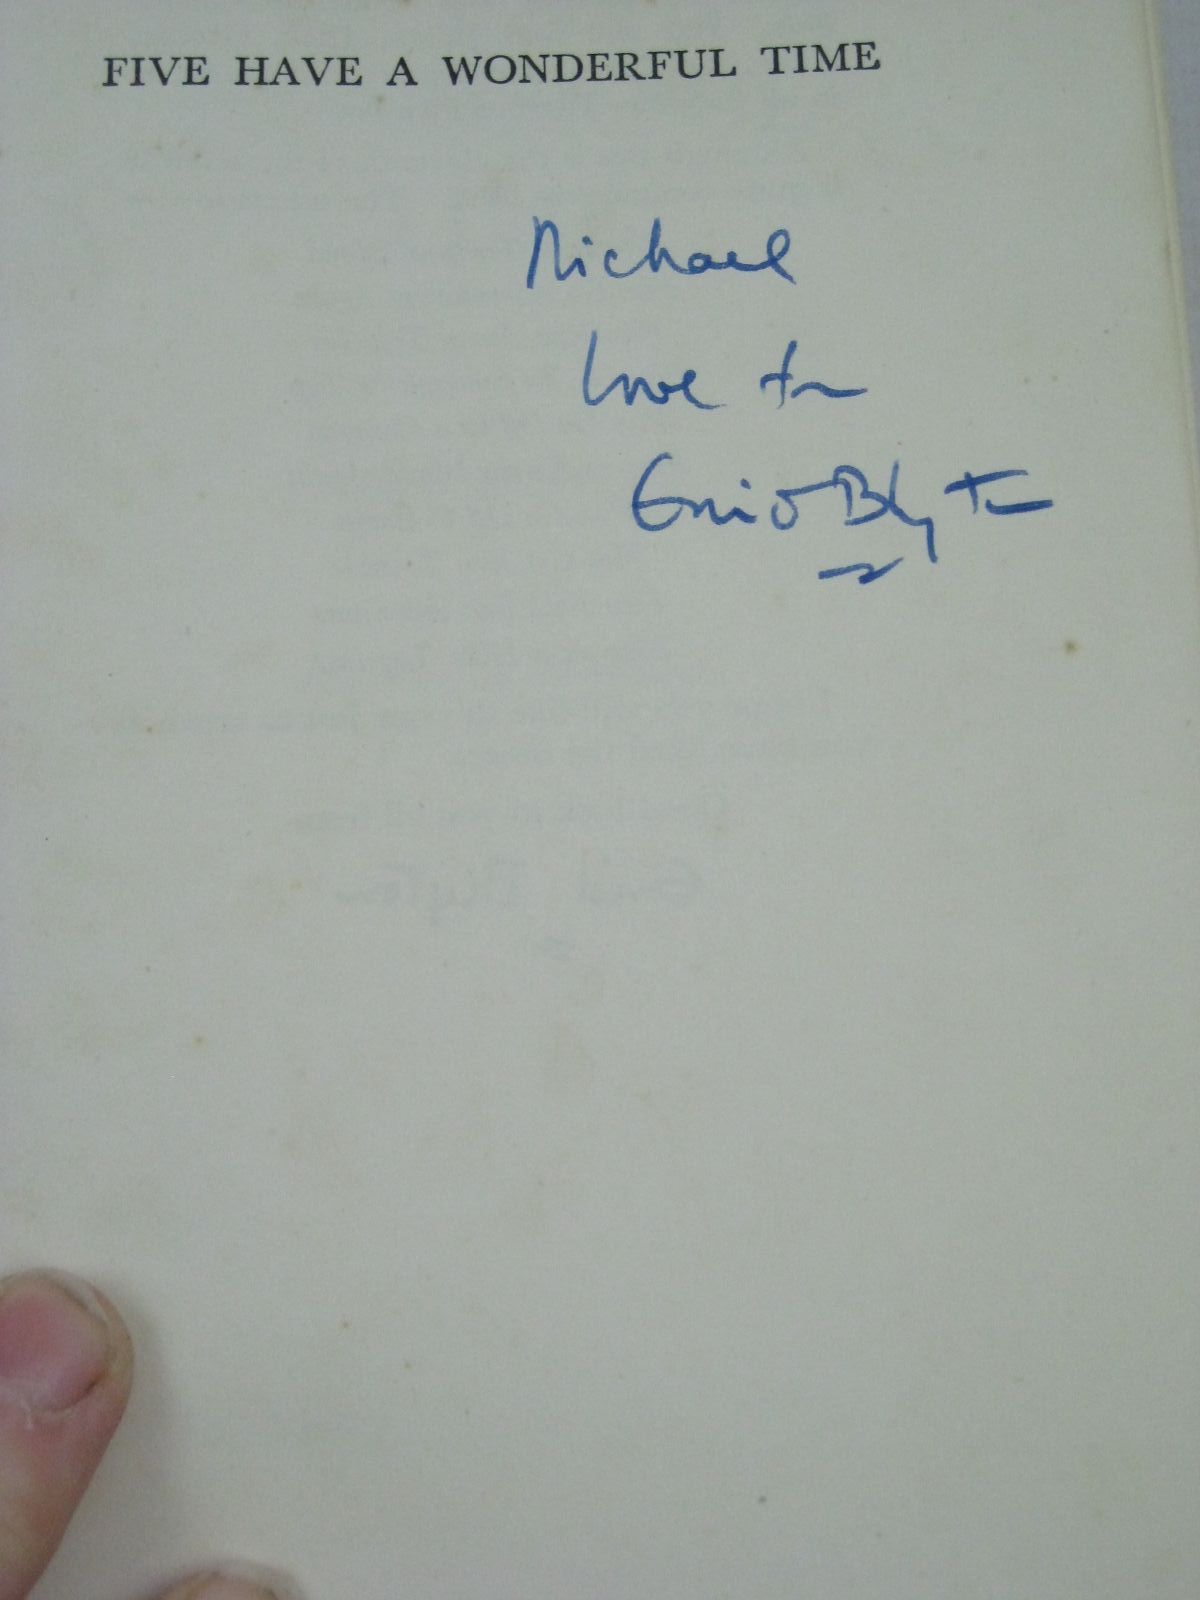 FIVE HAVE A WONDERFUL TIME
Michael
love from
Enid Blyton